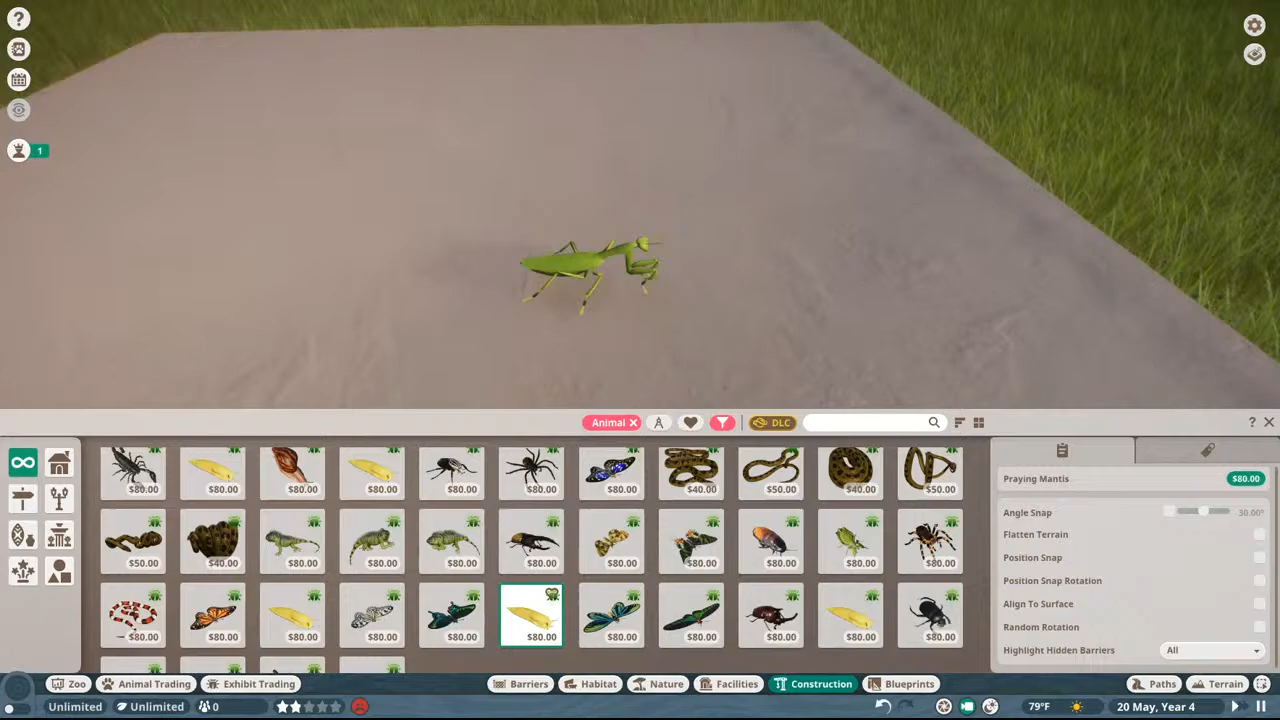 ?
1
Animal ×
DLC
? ×
$80.00 $80.00 $80.00 $80.00 $80.00 $80.00 $80.00 $40.00 $50.00 $40.00 $50.00
$50.00 $40.00 $80.00 $80.00 $80.00 $80.00 $80.00 $80.00 $80.00 $80.00 $80.00
$80.00 $80.00 $80.00 $80.00 $80.00 $80.00 $80.00 $80.00 $80.00 $80.00 $80.00
Praying Mantis $80.00
Angle Snap 30.00°
Flatten Terrain
Position Snap
Position Snap Rotation
Align To Surface
Random Rotation
Highlight Hidden Barriers All
Zoo Animal Trading Exhibit Trading Barriers Habitat Nature Facilities Construction Blueprints Paths Terrain
Unlimited Unlimited 0 79°F 20 May, Year 4